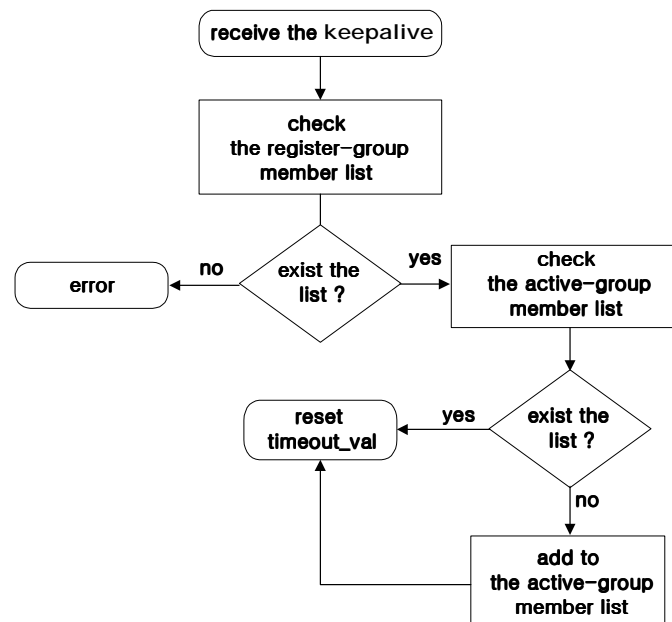 receive the keepalive
check
the register-group
member list
exist the
list ?
no
error
yes
check
the active-group
member list
exist the
list ?
yes
reset
timeout_val
no
add to
the active-group
member list